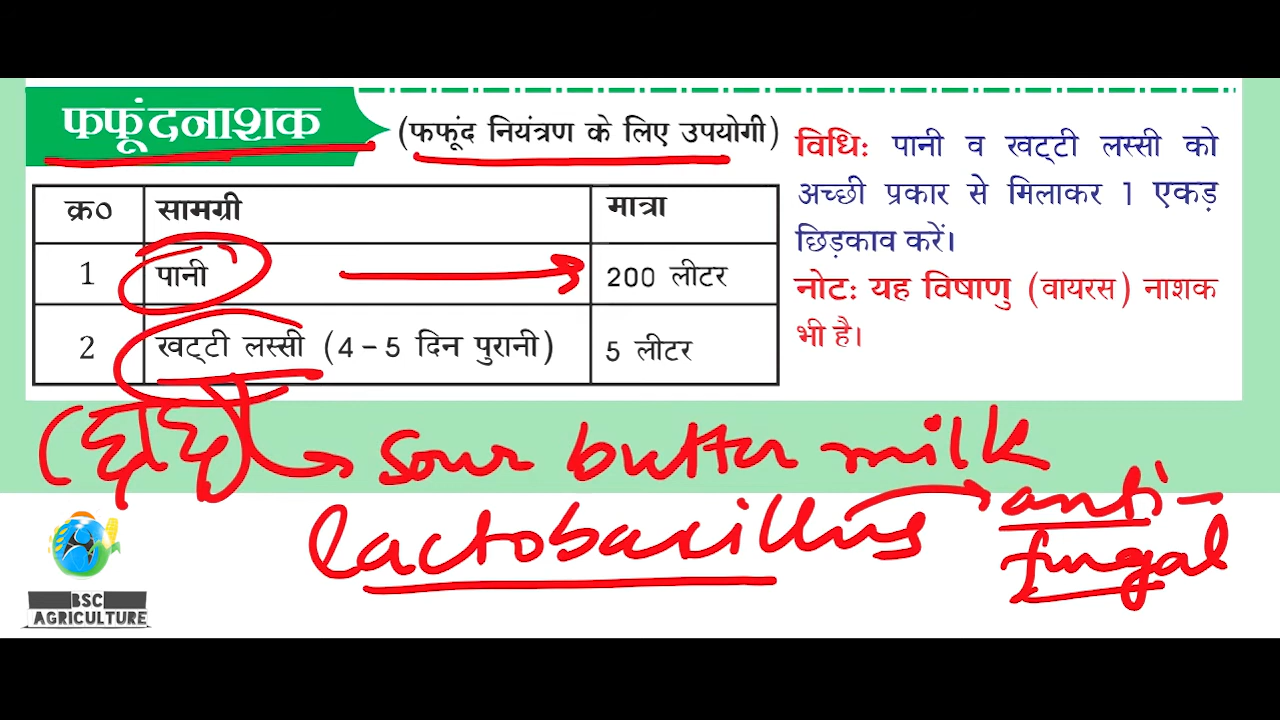 फफूंदनाशक (फफूंद नियंत्रण के लिए उपयोगी)
क्र० सामग्री मात्रा
1 पानी 200 लीटर
2 खट्टी लस्सी (4-5 दिन पुरानी) 5 लीटर
विधिः पानी व खट्टी लस्सी को
अच्छी प्रकार से मिलाकर 1 एकड़
छिड़काव करें।
नोटः यह विषाणु (वायरस) नाशक
भी है।
(छाछ) Sour butter milk
lactobacillus anti-
fungal
BSC
AGRICULTURE